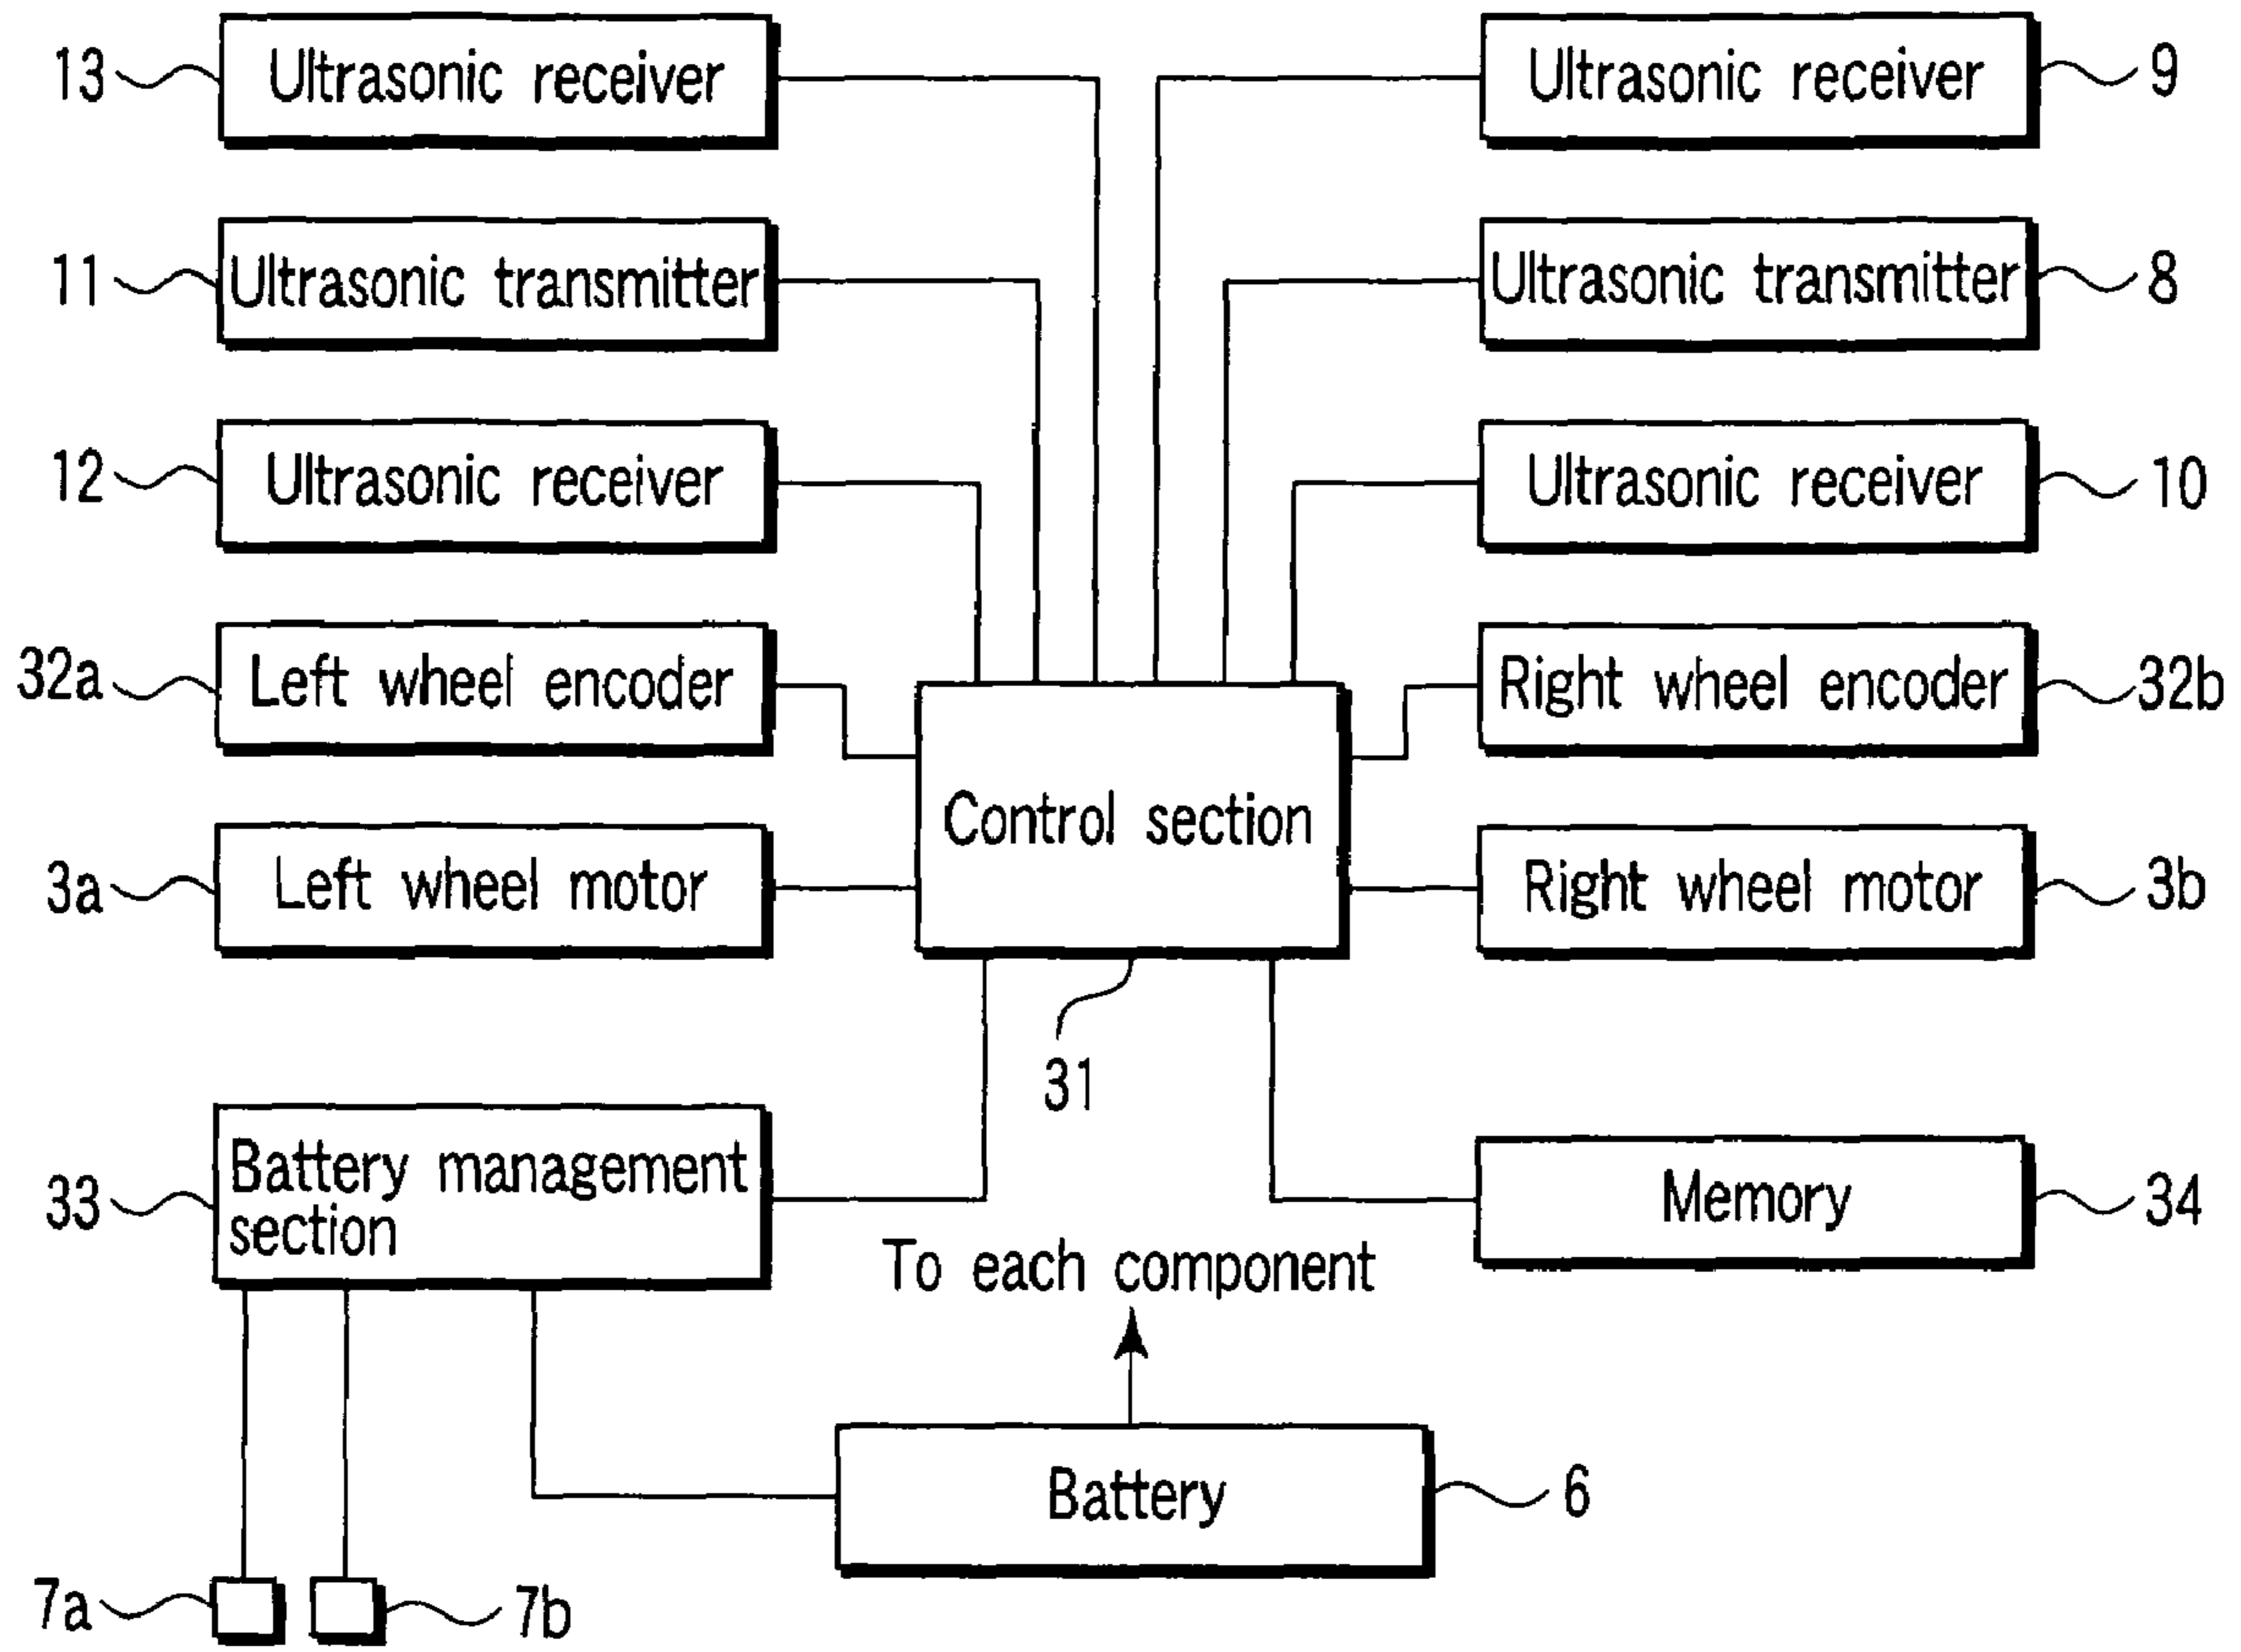 13 Ultrasonic receiver
Ultrasonic receiver 9
11 Ultrasonic transmitter
Ultrasonic transmitter 8
12 Ultrasonic receiver
Ultrasonic receiver 10
32a Left wheel encoder
Right wheel encoder 32b
Control section
3a Left wheel motor
Right wheel motor 3b
31
33 Battery management
section
Memory 34
To each component
Battery 6
7a
7b